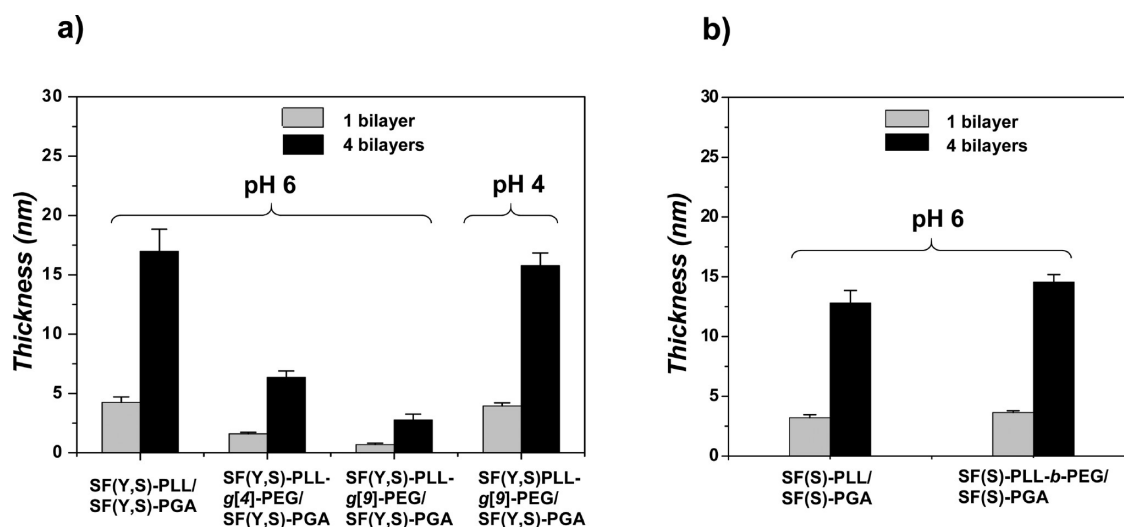 a)
30
25
20
15
10
5
0
Thickness (nm)
1 bilayer
4 bilayers
pH 6
pH 4
SF(Y,S)-PLL/
SF(Y,S)-PGA
SF(Y,S)-PLL-
g[4]-PEG/
SF(Y,S)-PGA
SF(Y,S)-PLL-
g[9]-PEG/
SF(Y,S)-PGA
SF(Y,S)PLL-
g[9]-PEG/
SF(Y,S)-PGA
b)
30
25
20
15
10
5
0
Thickness (nm)
1 bilayer
4 bilayers
pH 6
SF(S)-PLL/
SF(S)-PGA
SF(S)-PLL-b-PEG/
SF(S)-PGA